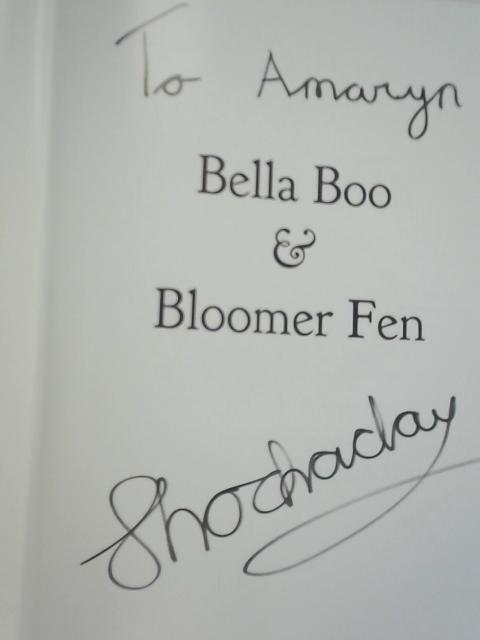 To Amaryn
Bella Boo
&
Bloomer Fen